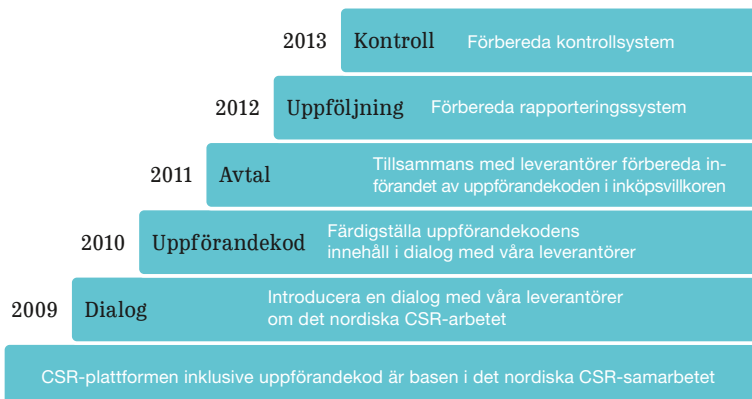 2013 Kontroll Förbereda kontrollsystem
2012 Uppföljning Förbereda rapporteringssystem
2011 Avtal Tillsammans med leverantörer förbereda in-
förandet av uppförandekoden i inköpsvillkoren
2010 Uppförandekod Färdigställa uppförandekodens
innehåll i dialog med våra leverantörer
2009 Dialog Introducera en dialog med våra leverantörer
om det nordiska CSR-arbetet
CSR-plattformen inklusive uppförandekod är basen i det nordiska CSR-samarbetet